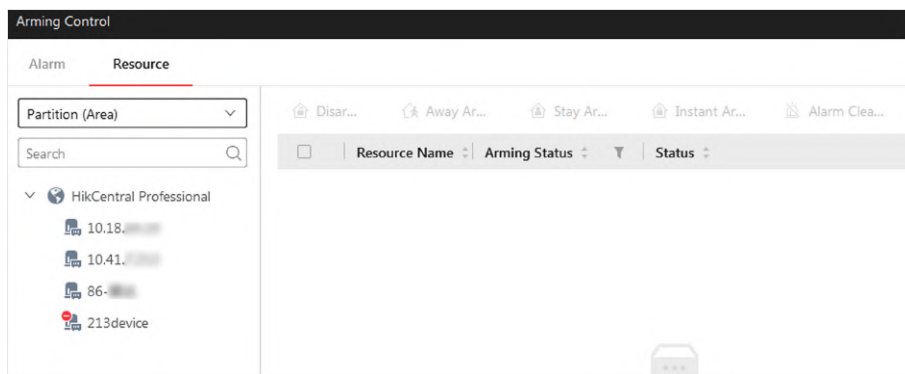 Arming Control
Alarm Resource
Partition (Area)
Search
HikCentral Professional
10.18.
10.41.
86-
213device
Disar... Away Ar... Stay Ar... Instant Ar... Alarm Clea...
Resource Name Arming Status Status